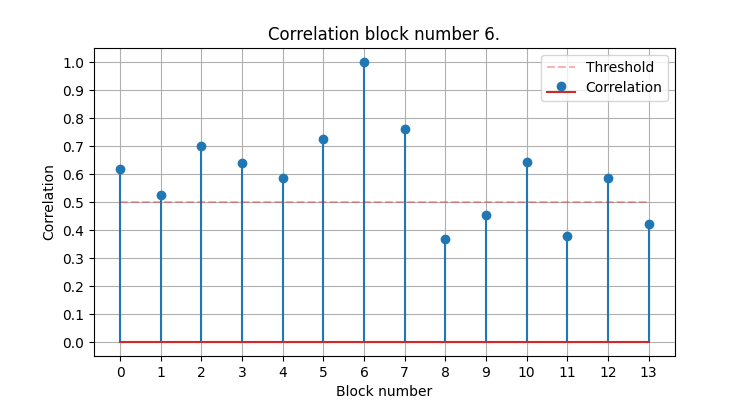 Correlation block number 6.
Threshold
Correlation
Correlation
1.0
0.9
0.8
0.7
0.6
0.5
0.4
0.3
0.2
0.1
0.0
0 1 2 3 4 5 6 7 8 9 10 11 12 13
Block number